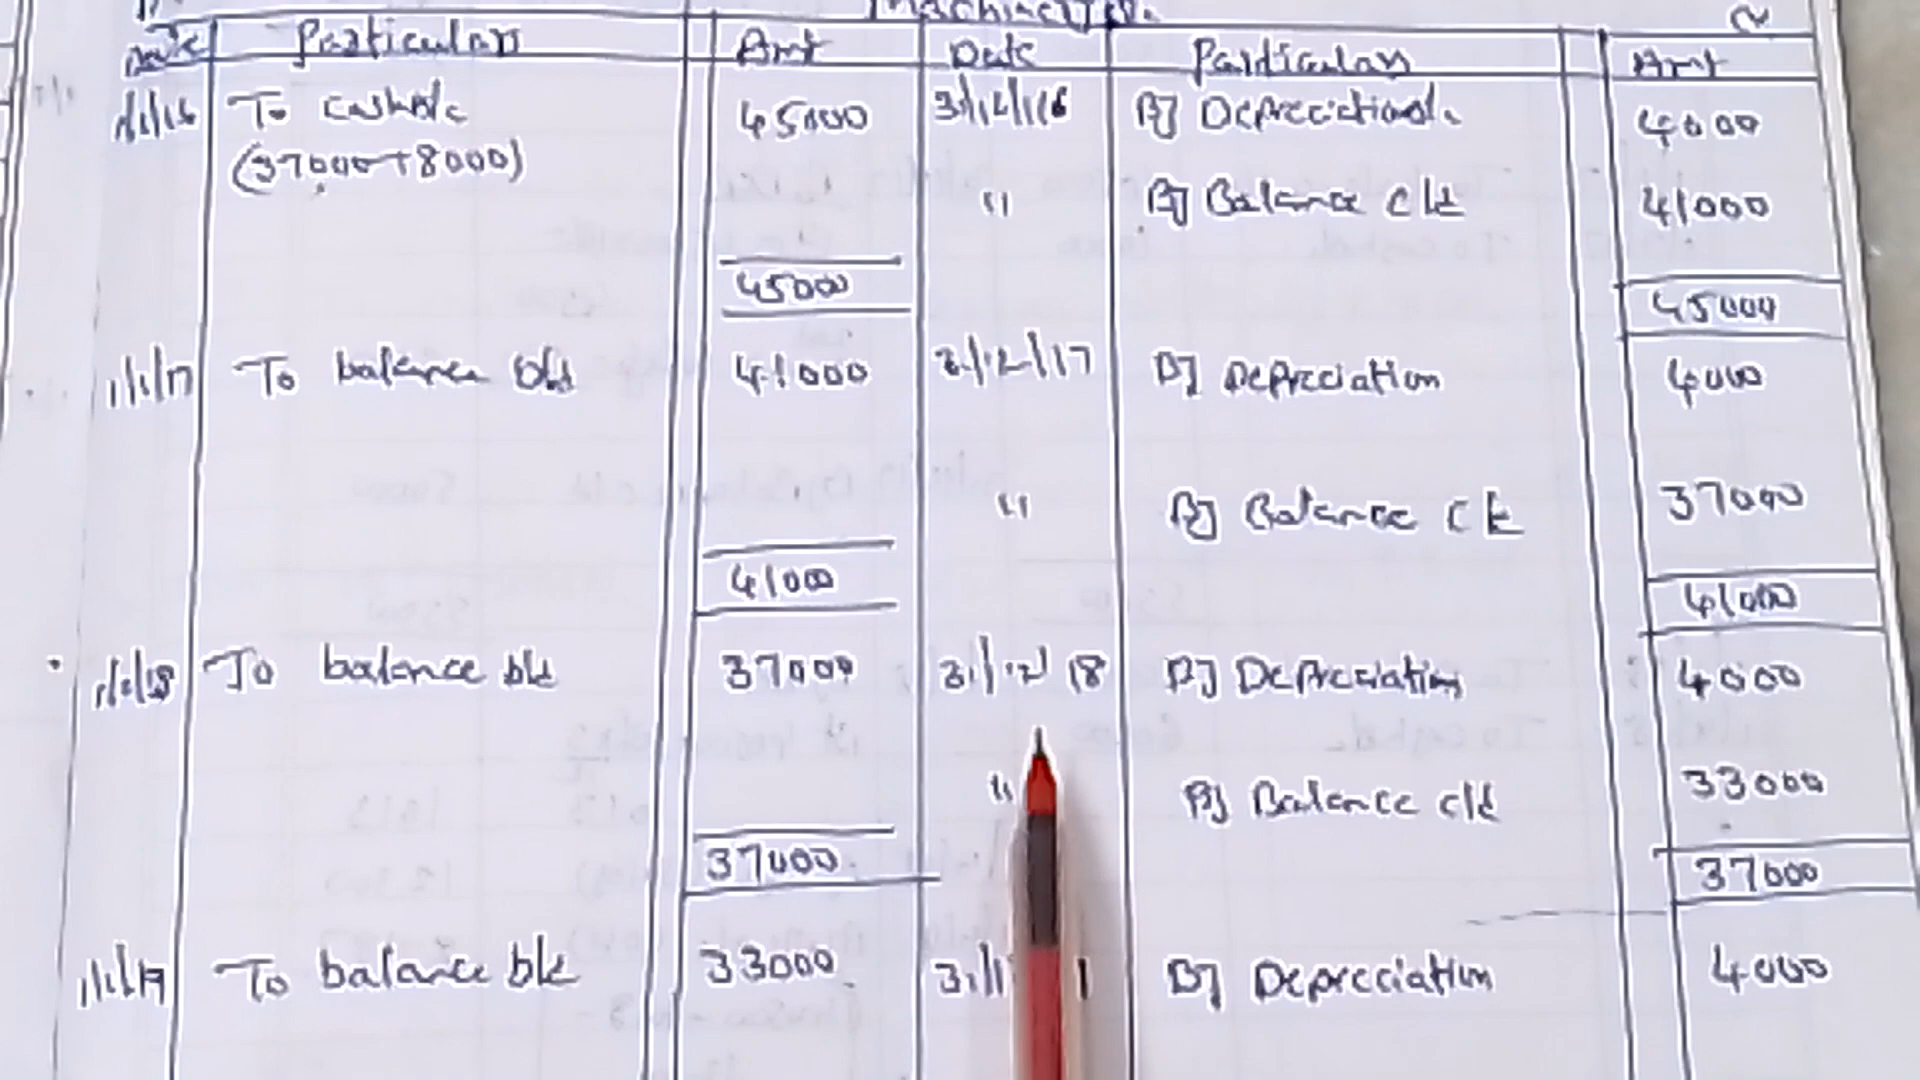 Machinery A/c.
Date Particulars Amt Date Particulars Amt
1/1/16 To cash a/c 45000 31/12/16 By Depreciation a/c. 4000
(37000+8000)
" By Balance c/d 41000
45000 45000
1/1/17 To balance b/d 41000 31/12/17 By Depreciation 4000
" By Balance c/d 37000
41000 41000
1/1/18 To balance b/d 37000 31/12/18 By Depreciation 4000
" By Balance c/d 33000
37000 37000
1/1/19 To balance b/d 33000 By Depreciation 4000